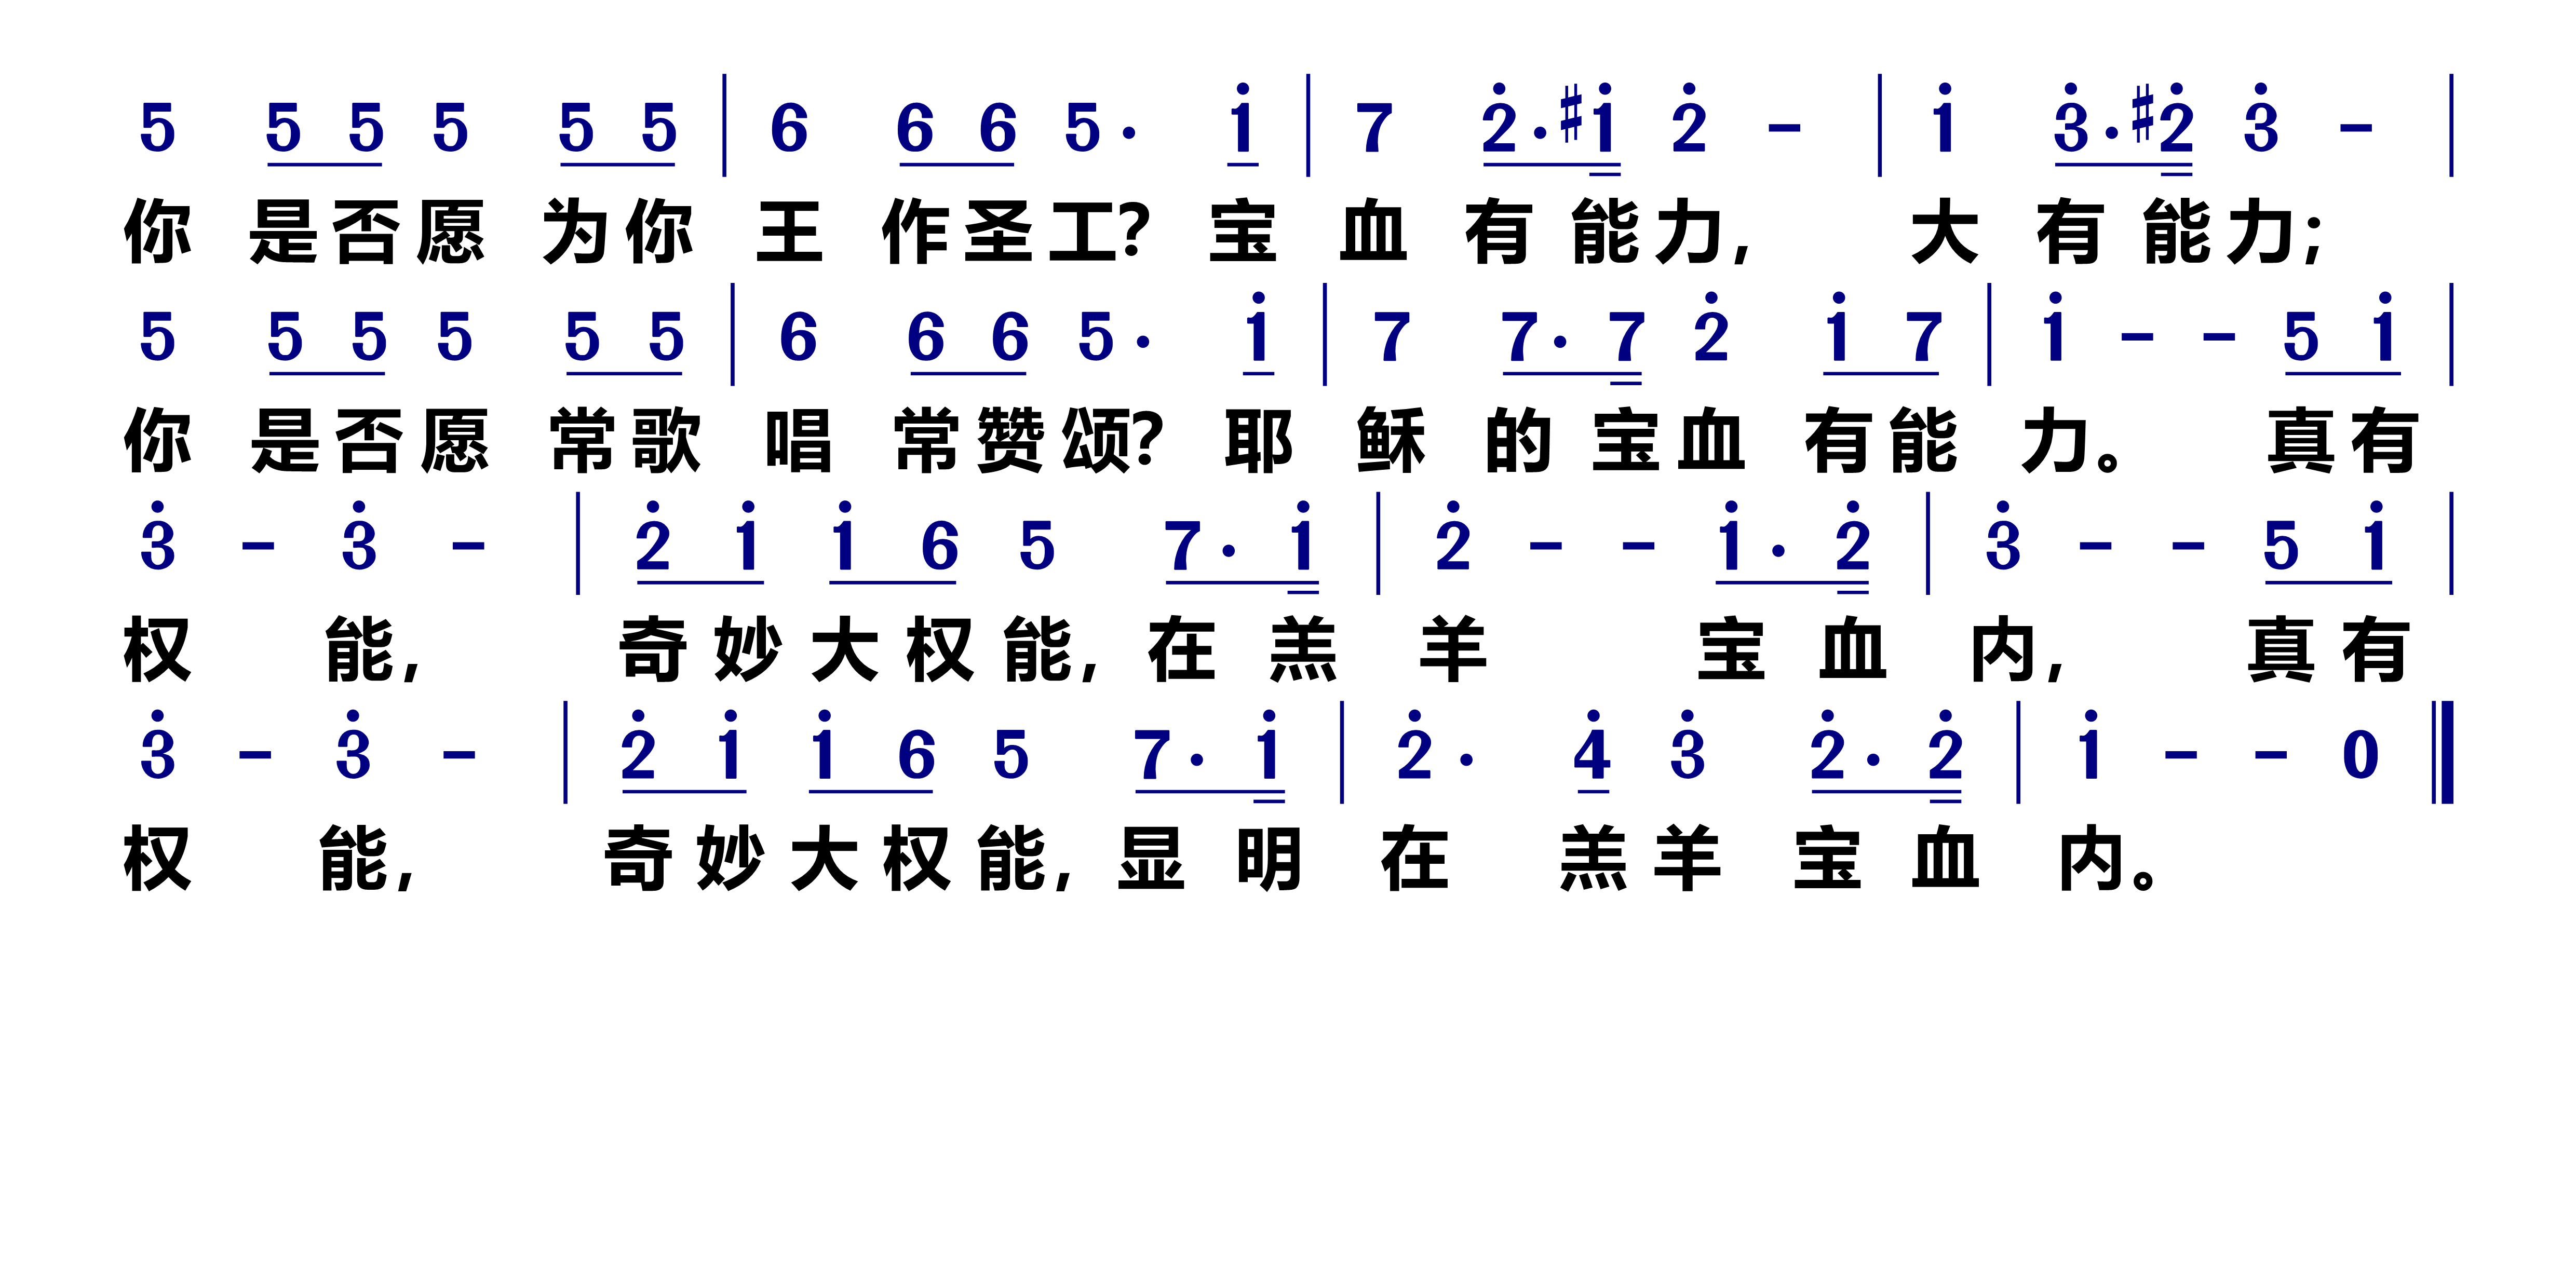 5 5 5 5 5 5 | 6 6 6 5· i̇ | 7 2̇·#i̇ 2̇ – | i̇ 3̇·#2̇ 3̇ – |
你 是否愿 为你 王 作圣工? 宝 血 有 能力, 大 有 能力;
5 5 5 5 5 5 | 6 6 6 5· i̇ | 7 7· 7 2̇ i̇ 7 | i̇ – – 5 i̇ |
你 是否愿 常歌 唱 常赞颂? 耶 稣 的 宝血 有能 力。 真有
3̇ – 3̇ – | 2̇ i̇ i̇ 6 5 7· i̇ | 2̇ – – i̇· 2̇ | 3̇ – – 5 i̇ |
权 能, 奇妙大权能, 在 羔 羊 宝 血 内, 真有
3̇ – 3̇ – | 2̇ i̇ i̇ 6 5 7· i̇ | 2̇· 4̇ 3̇ 2̇· 2̇ | i̇ – – 0 ‖
权 能, 奇妙大权能, 显 明 在 羔羊 宝 血 内。